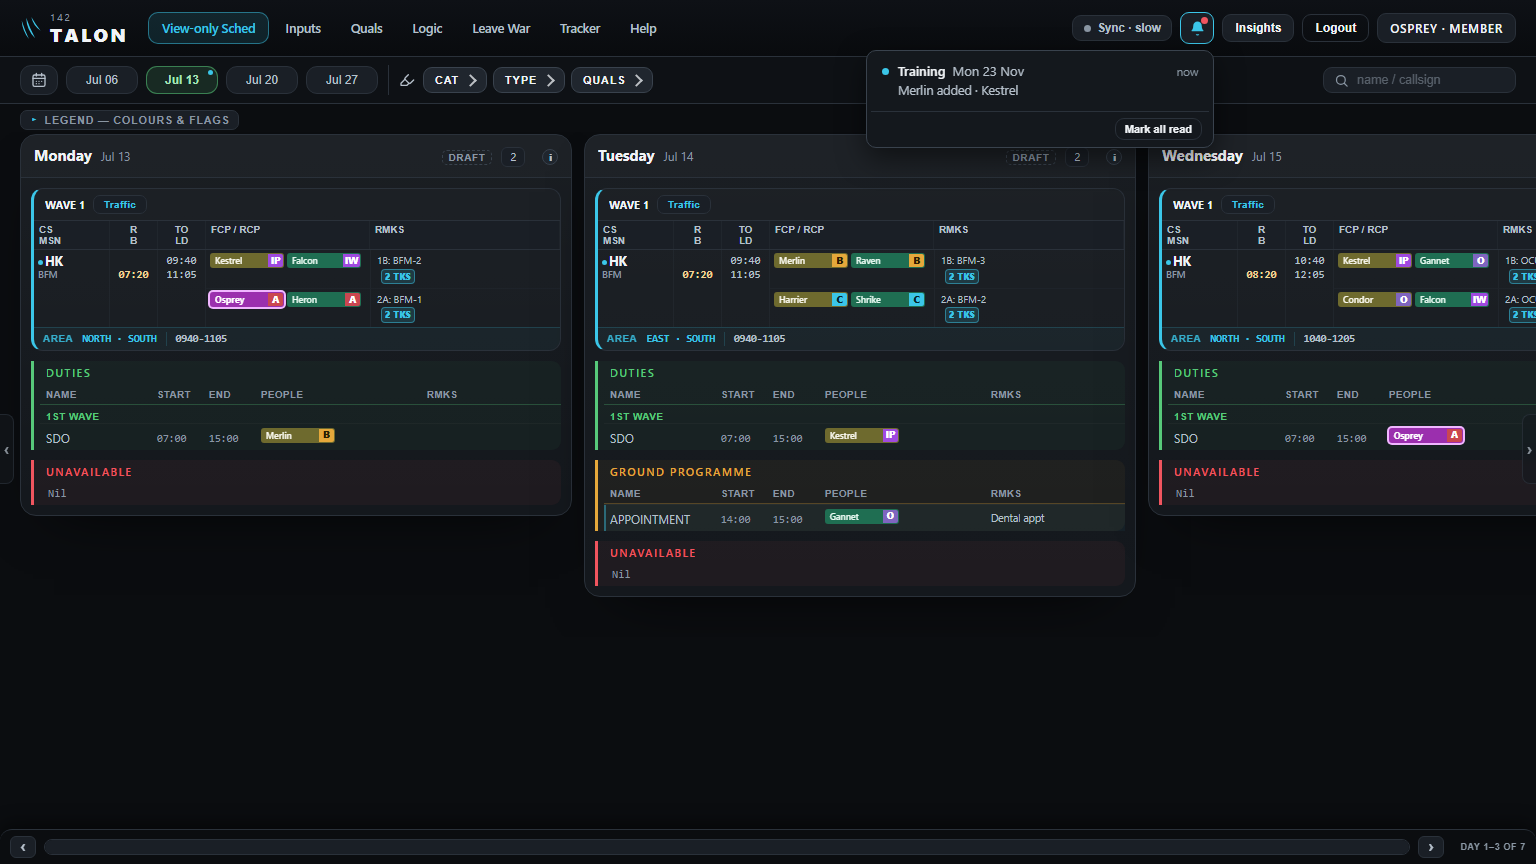 142
TALON
View-only Sched
Inputs
Quals
Logic
Leave War
Tracker
Help
Sync · slow
Insights
Logout
OSPREY · MEMBER
Jul 06
Jul 13
Jul 20
Jul 27
CAT
TYPE
QUALS
name / callsign
Training Mon 23 Nov now
Merlin added · Kestrel
Mark all read
LEGEND — COLOURS & FLAGS
Monday Jul 13 DRAFT 2 i
WAVE 1 Traffic
CS R TO FCP / RCP RMKS
MSN B LD
HK 09:40 Kestrel IP Falcon IW 1B: BFM-2
BFM 07:20 11:05 2 TKS
Osprey A Heron A 2A: BFM-1
2 TKS
AREA NORTH · SOUTH 0940-1105
DUTIES
NAME START END PEOPLE RMKS
1ST WAVE
SDO 07:00 15:00 Merlin B
UNAVAILABLE
Nil
Tuesday Jul 14 DRAFT 2 i
WAVE 1 Traffic
CS R TO FCP / RCP RMKS
MSN B LD
HK 09:40 Merlin B Raven B 1B: BFM-3
BFM 07:20 11:05 2 TKS
Harrier C Shrike C 2A: BFM-2
2 TKS
AREA EAST · SOUTH 0940-1105
DUTIES
NAME START END PEOPLE RMKS
1ST WAVE
SDO 07:00 15:00 Kestrel IP
GROUND PROGRAMME
NAME START END PEOPLE RMKS
APPOINTMENT 14:00 15:00 Gannet O Dental appt
UNAVAILABLE
Nil
Wednesday Jul 15
WAVE 1 Traffic
CS R TO FCP / RCP RMKS
MSN B LD
HK 10:40 Kestrel IP Gannet O 1B: OCU
BFM 08:20 12:05 2 TKS
Condor O Falcon IW 2A: OCU
2 TKS
AREA NORTH · SOUTH 1040-1205
DUTIES
NAME START END PEOPLE
1ST WAVE
SDO 07:00 15:00 Osprey A
UNAVAILABLE
Nil
DAY 1–3 OF 7